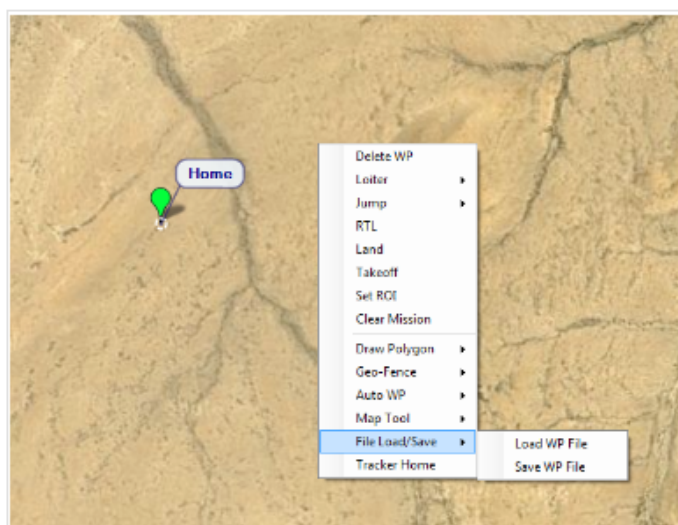 Home
Delete WP
Loiter
Jump
RTL
Land
Takeoff
Set ROI
Clear Mission
Draw Polygon
Geo-Fence
Auto WP
Map Tool
File Load/Save
Tracker Home
Load WP File
Save WP File